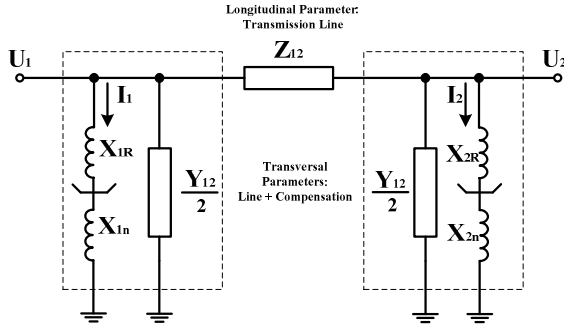 Longitudinal Parameter:
Transmission Line
U1
Z12
U2
I1
I2
X1R
X2R
Y12
2
Transversal
Parameters:
Line + Compensation
Y12
2
X1n
X2n